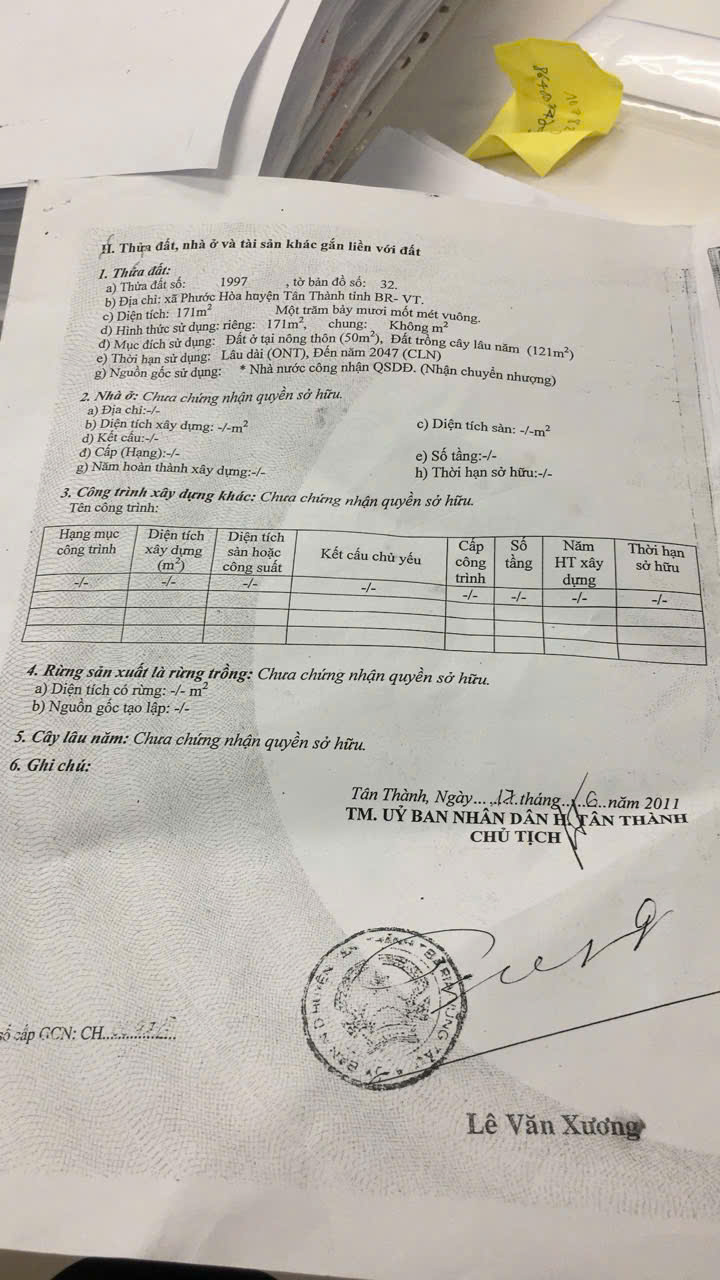 II. Thửa đất, nhà ở và tài sản khác gắn liền với đất
1. Thửa đất:
a) Thửa đất số: 1997 , tờ bản đồ số: 32.
b) Địa chỉ: xã Phước Hòa huyện Tân Thành tỉnh BR- VT.
c) Diện tích: 171m² Một trăm bảy mươi mốt mét vuông.
d) Hình thức sử dụng: riêng: 171m², chung: Không m²
đ) Mục đích sử dụng: Đất ở tại nông thôn (50m²), Đất trồng cây lâu năm (121m²)
e) Thời hạn sử dụng: Lâu dài (ONT), Đến năm 2047 (CLN)
g) Nguồn gốc sử dụng: * Nhà nước công nhận QSDĐ. (Nhận chuyển nhượng)
2. Nhà ở: Chưa chứng nhận quyền sở hữu.
a) Địa chỉ:-/-
b) Diện tích xây dựng: -/-m² c) Diện tích sàn: -/-m²
d) Kết cấu:-/-
đ) Cấp (Hạng):-/- e) Số tầng:-/-
g) Năm hoàn thành xây dựng:-/- h) Thời hạn sở hữu:-/-
3. Công trình xây dựng khác: Chưa chứng nhận quyền sở hữu.
Tên công trình:
Hạng mục công trình Diện tích xây dựng (m²) Diện tích sàn hoặc công suất Kết cấu chủ yếu Cấp công trình Số tầng Năm HT xây dựng Thời hạn sở hữu
-/- -/- -/- -/- -/- -/- -/- -/-
4. Rừng sản xuất là rừng trồng: Chưa chứng nhận quyền sở hữu.
a) Diện tích có rừng: -/- m²
b) Nguồn gốc tạo lập: -/-
5. Cây lâu năm: Chưa chứng nhận quyền sở hữu.
6. Ghi chú:
Tân Thành, Ngày.....17.tháng....6...năm 2011
TM. UỶ BAN NHÂN DÂN H. TÂN THÀNH
CHỦ TỊCH
số cấp GCN: CH
Lê Văn Xương